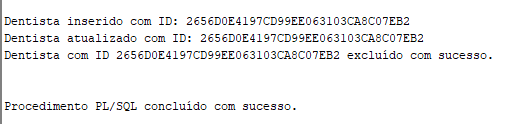 Dentista inserido com ID: 2656D0E4197CD99EE063103CA8C07EB2
Dentista atualizado com ID: 2656D0E4197CD99EE063103CA8C07EB2
Dentista com ID 2656D0E4197CD99EE063103CA8C07EB2 excluído com sucesso.
Procedimento PL/SQL concluído com sucesso.